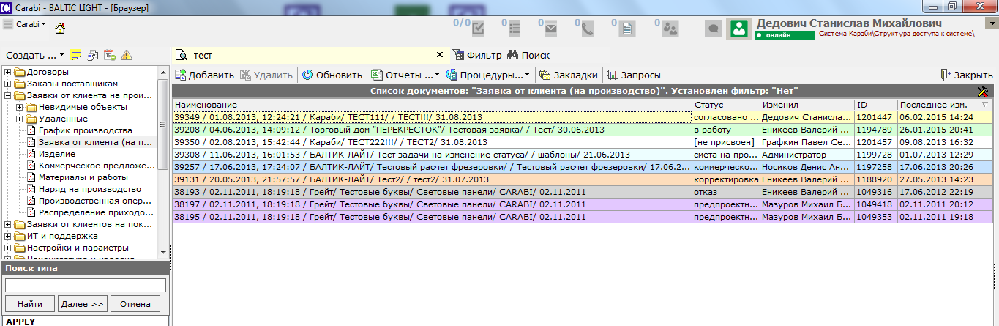 Carabi - BALTIC LIGHT - [Браузер]
Carabi
0/0 0 0 0 0 0
Дедович Станислав Михайлович
онлайн Система Караби\Структура доступа к системе\
Создать ...
тест
Фильтр Поиск
Добавить Удалить Обновить Отчеты ... Процедуры... Закладки Запросы Закрыть
Список документов: "Заявка от клиента (на производство)". Установлен фильтр: "Нет"
Договоры
Заказы поставщикам
Заявки от клиента на прои...
Невидимые объекты
Удаленные
График производства
Заявка от клиента (на п...
Изделие
Коммерческое предложе...
Материалы и работы
Наряд на производство
Производственная опер...
Распределение приходо...
Заявки от клиентов на пок...
ИТ и поддержка
Настройки и параметры
Поиск типа
Найти Далее >> Отмена
APPLY
Наименование Статус Изменил ID Последнее изм.
39349 / 01.08.2013, 12:24:21 / Караби/ ТЕСТ111/ / ТЕСТ!!!/ 31.08.2013 согласовано ... Дедович Станисла... 1201447 06.02.2015 14:24
39208 / 04.06.2013, 14:09:12 / Торговый дом "ПЕРЕКРЕСТОК"/ Тестовая заявка/ / Тест/ 30.06.2013 в работу Еникеев Валерий ... 1194789 26.01.2015 20:41
39350 / 02.08.2013, 15:42:44 / Караби/ ТЕСТ222!!!/ / ТЕСТ2/ 31.08.2013 [не присвоен] Графкин Павел Се... 1201457 09.08.2013 16:32
39308 / 11.06.2013, 16:01:53 / БАЛТИК-ЛАЙТ/ Тест задачи на изменение статуса/ / шаблоны/ 21.06.2013 смета на про... Администратор 1199728 01.07.2013 12:29
39257 / 17.06.2013, 17:24:07 / БАЛТИК-ЛАЙТ/ Тестовый расчет фрезеровки/ / Тестовый расчет фрезеровки/ 17.06.2... коммерческо... Носиков Денис Ан... 1197258 17.06.2013 20:26
39131 / 20.05.2013, 21:57:57 / БАЛТИК-ЛАЙТ/ Тест2/ / тест2/ 31.07.2013 корректировка Еникеев Валерий ... 1188920 27.05.2013 14:23
38193 / 02.11.2011, 18:19:18 / Грейт/ Тестовые буквы/ Световые панели/ CARABI/ 02.11.2011 отказ Еникеев Валерий ... 1049316 17.06.2012 22:19
38197 / 02.11.2011, 18:19:18 / Грейт/ Тестовые буквы/ Световые панели/ CARABI/ 02.11.2011 предпроектн... Мазуров Михаил Б... 1049418 02.11.2011 20:12
38195 / 02.11.2011, 18:19:18 / Грейт/ Тестовые буквы/ Световые панели/ CARABI/ 02.11.2011 предпроектн... Мазуров Михаил Б... 1049353 02.11.2011 19:18